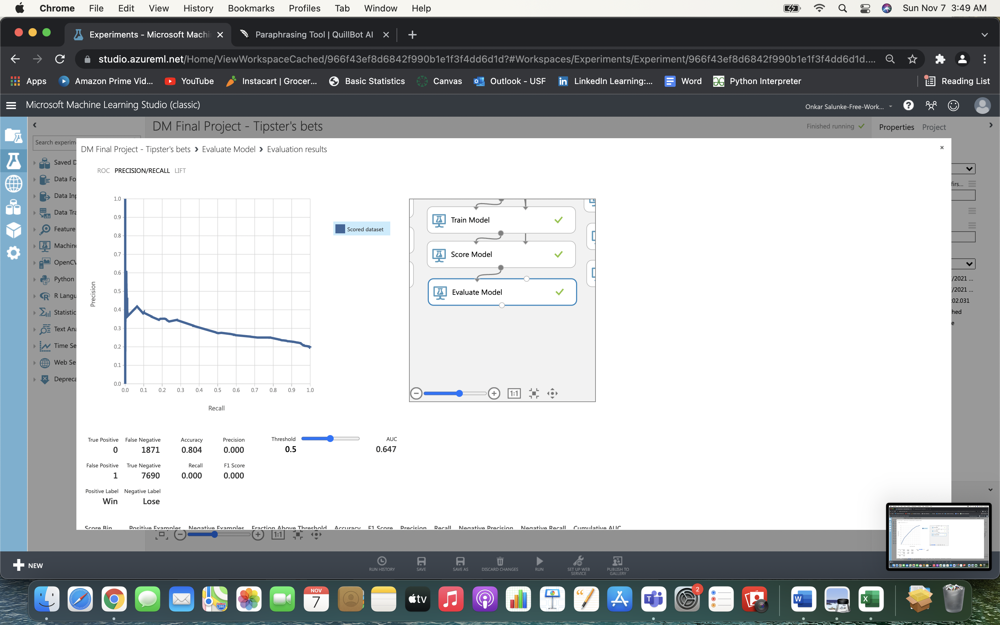 Chrome File Edit View History Bookmarks Profiles Tab Window Help Sun Nov 7 3:49 AM
Experiments - Microsoft Machi Paraphrasing Tool | QuillBot AI
studio.azureml.net/Home/ViewWorkspaceCached/966f43ef8d6842f990b1e1f3f4dd6d1d?#Workspaces/Experiments/Experiment/966f43ef8d6842f990b1e1f3f4dd6d1d....
Apps Amazon Prime Vid... YouTube Instacart | Grocer... Basic Statistics Canvas Outlook - USF LinkedIn Learning:... Word Python Interpreter Reading List
Microsoft Machine Learning Studio (classic) Onkar Salunke-Free-Work...
DM Final Project - Tipster's bets Finished running Properties Project
Search experim
DM Final Project - Tipster's bets › Evaluate Model › Evaluation results
Saved D
ROC PRECISION/RECALL LIFT
Data Fo
firs...
Data Inp
Data Tra
Feature
Machine
OpenCV
Python
R Langu
Statistic
Text Ana
Time Se
Web Se
Depreca
1.0
0.9
0.8
0.7
0.6
0.5
0.4
0.3
0.2
0.1
0.0
Precision
0.0 0.1 0.2 0.3 0.4 0.5 0.6 0.7 0.8 0.9 1.0
Recall
Scored dataset
Train Model
Score Model
Evaluate Model
1:1
/2021 ...
/2021 ...
:02.031
hed
e
True Positive False Negative Accuracy Precision Threshold AUC
0 1871 0.804 0.000 0.5 0.647
False Positive True Negative Recall F1 Score
1 7690 0.000 0.000
Positive Label Negative Label
Win Lose
Score Bin Positive Examples Negative Examples Fraction Above Threshold Accuracy F1 Score Precision Recall Negative Precision Negative Recall Cumulative AUC
1:1
NEW
RUN HISTORY SAVE SAVE AS DISCARD CHANGES RUN SET UP WEB SERVICE PUBLISH TO GALLERY
280
NOV
7
tv
T
2
W
X